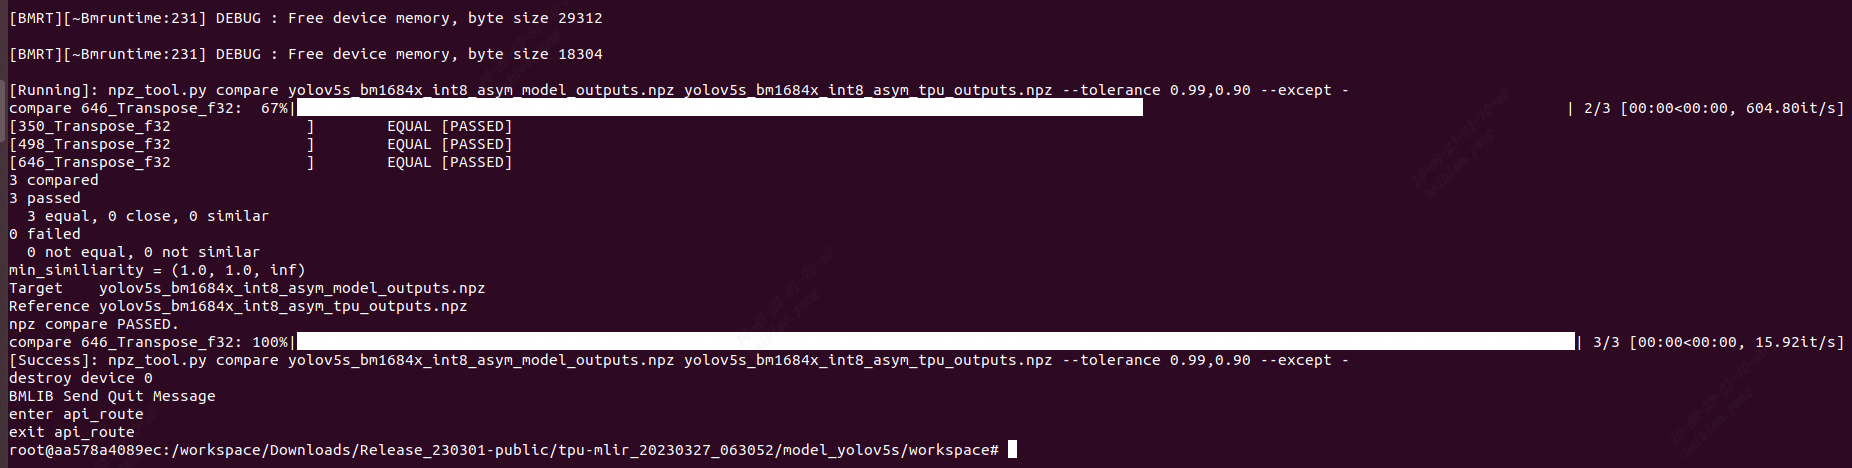 [BMRT][~Bmruntime:231] DEBUG : Free device memory, byte size 29312
[BMRT][~Bmruntime:231] DEBUG : Free device memory, byte size 18304
[Running]: npz_tool.py compare yolov5s_bm1684x_int8_asym_model_outputs.npz yolov5s_bm1684x_int8_asym_tpu_outputs.npz --tolerance 0.99,0.90 --except -
compare 646_Transpose_f32:  67%| | 2/3 [00:00<00:00, 604.80it/s]
[350_Transpose_f32               ]        EQUAL [PASSED]
[498_Transpose_f32               ]        EQUAL [PASSED]
[646_Transpose_f32               ]        EQUAL [PASSED]
3 compared
3 passed
  3 equal, 0 close, 0 similar
0 failed
  0 not equal, 0 not similar
min_similiarity = (1.0, 1.0, inf)
Target    yolov5s_bm1684x_int8_asym_model_outputs.npz
Reference yolov5s_bm1684x_int8_asym_tpu_outputs.npz
npz compare PASSED.
compare 646_Transpose_f32: 100%| | 3/3 [00:00<00:00, 15.92it/s]
[Success]: npz_tool.py compare yolov5s_bm1684x_int8_asym_model_outputs.npz yolov5s_bm1684x_int8_asym_tpu_outputs.npz --tolerance 0.99,0.90 --except -
destroy device 0
BMLIB Send Quit Message
enter api_route
exit api_route
root@aa578a4089ec:/workspace/Downloads/Release_230301-public/tpu-mlir_20230327_063052/model_yolov5s/workspace#